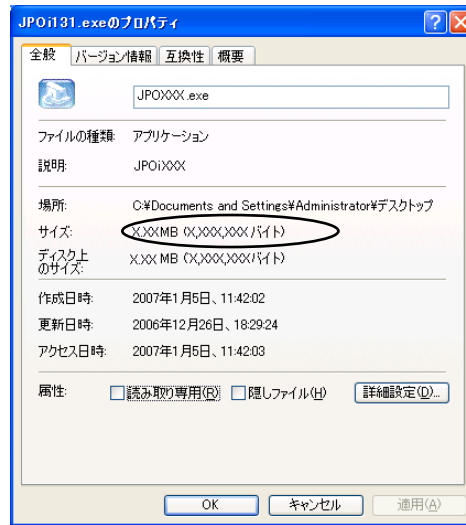 JPOi131.exeのプロパティ
全般 バージョン情報 互換性 概要
JPOXXX.exe
ファイルの種類: アプリケーション
説明: JPOiXXX
場所: C:¥Documents and Settings¥Administrator¥デスクトップ
サイズ: X.XX MB (X,XXX,XXX バイト)
ディスク上
のサイズ: X.XX MB (X,XXX,XXX バイト)
作成日時: 2007年1月5日、11:42:02
更新日時: 2006年12月26日、18:29:24
アクセス日時: 2007年1月5日、11:42:03
属性: 読み取り専用(R) 隠しファイル(H) 詳細設定(D)...
OK キャンセル 適用(A)